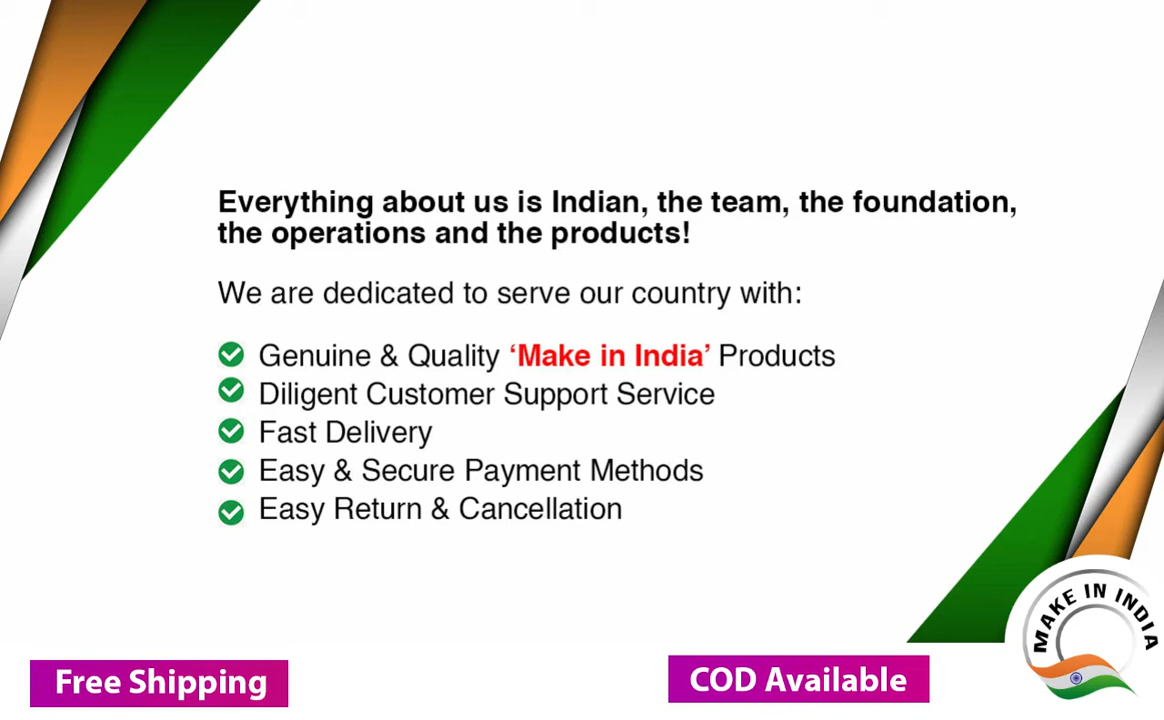 Everything about us is Indian, the team, the foundation,
the operations and the products!
We are dedicated to serve our country with:
Genuine & Quality ‘Make in India’ Products
Diligent Customer Support Service
Fast Delivery
Easy & Secure Payment Methods
Easy Return & Cancellation
MAKE IN INDIA
Free Shipping
COD Available